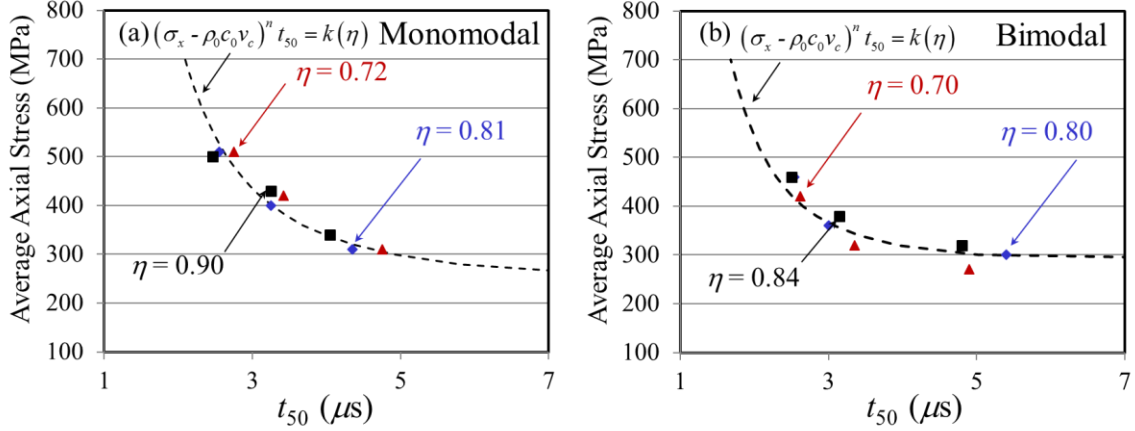 (a) (σₓ - ρ₀c₀v_c)ⁿ t₅₀ = k(η) Monomodal
η = 0.72
η = 0.81
η = 0.90
800
700
600
500
400
300
200
100
Average Axial Stress (MPa)
1 3 5 7
t₅₀ (μs)
(b) (σₓ - ρ₀c₀v_c)ⁿ t₅₀ = k(η) Bimodal
η = 0.70
η = 0.80
η = 0.84
800
700
600
500
400
300
200
100
Average Axial Stress (MPa)
1 3 5 7
t₅₀ (μs)